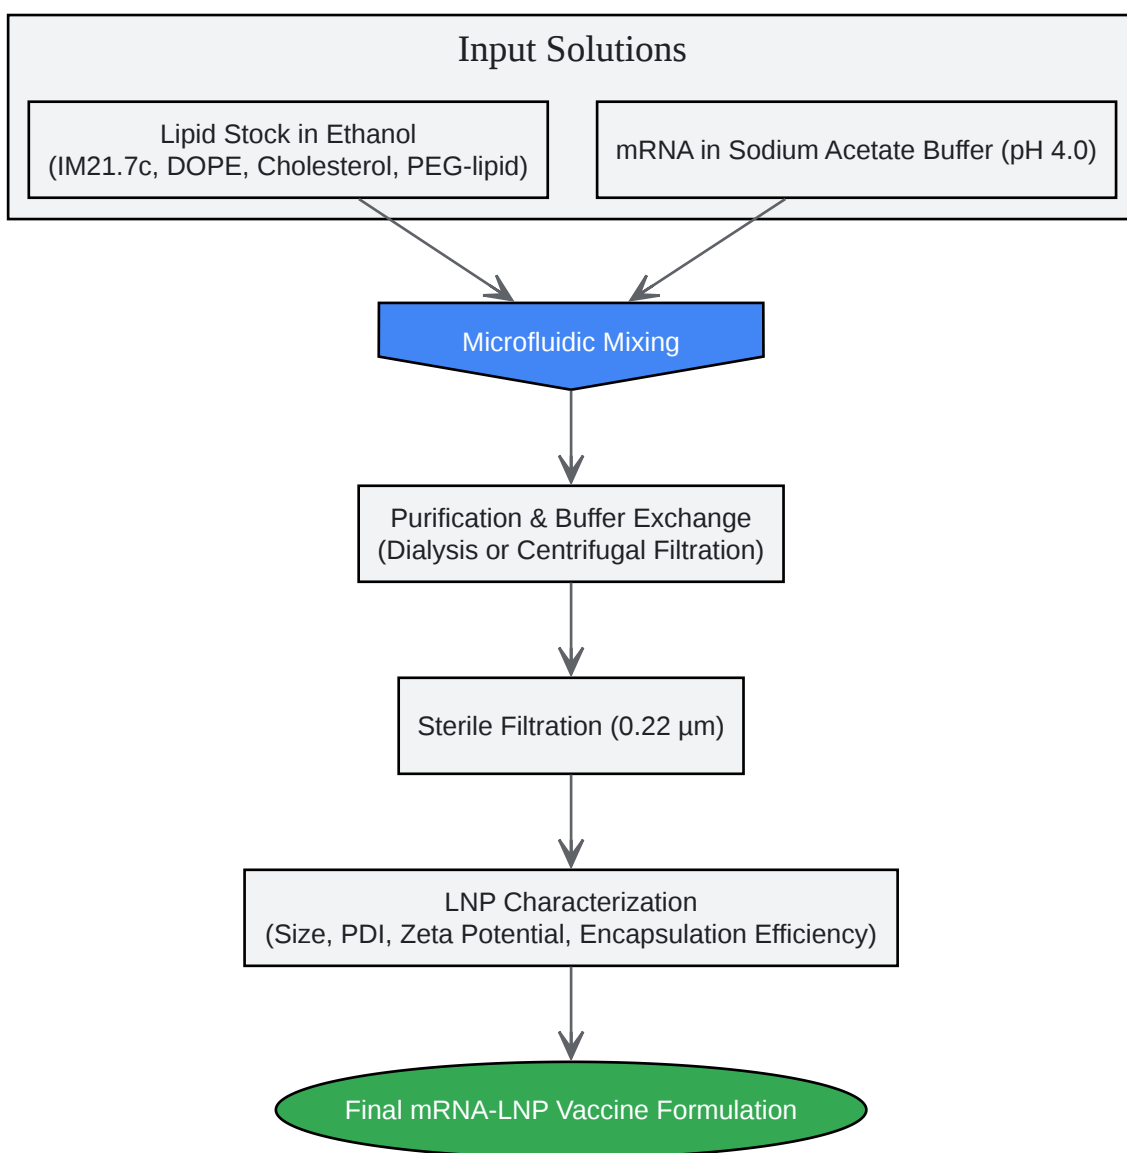 Input Solutions
Lipid Stock in Ethanol
(IM21.7c, DOPE, Cholesterol, PEG-lipid)
mRNA in Sodium Acetate Buffer (pH 4.0)
Microfluidic Mixing
Purification & Buffer Exchange
(Dialysis or Centrifugal Filtration)
Sterile Filtration (0.22 µm)
LNP Characterization
(Size, PDI, Zeta Potential, Encapsulation Efficiency)
Final mRNA-LNP Vaccine Formulation